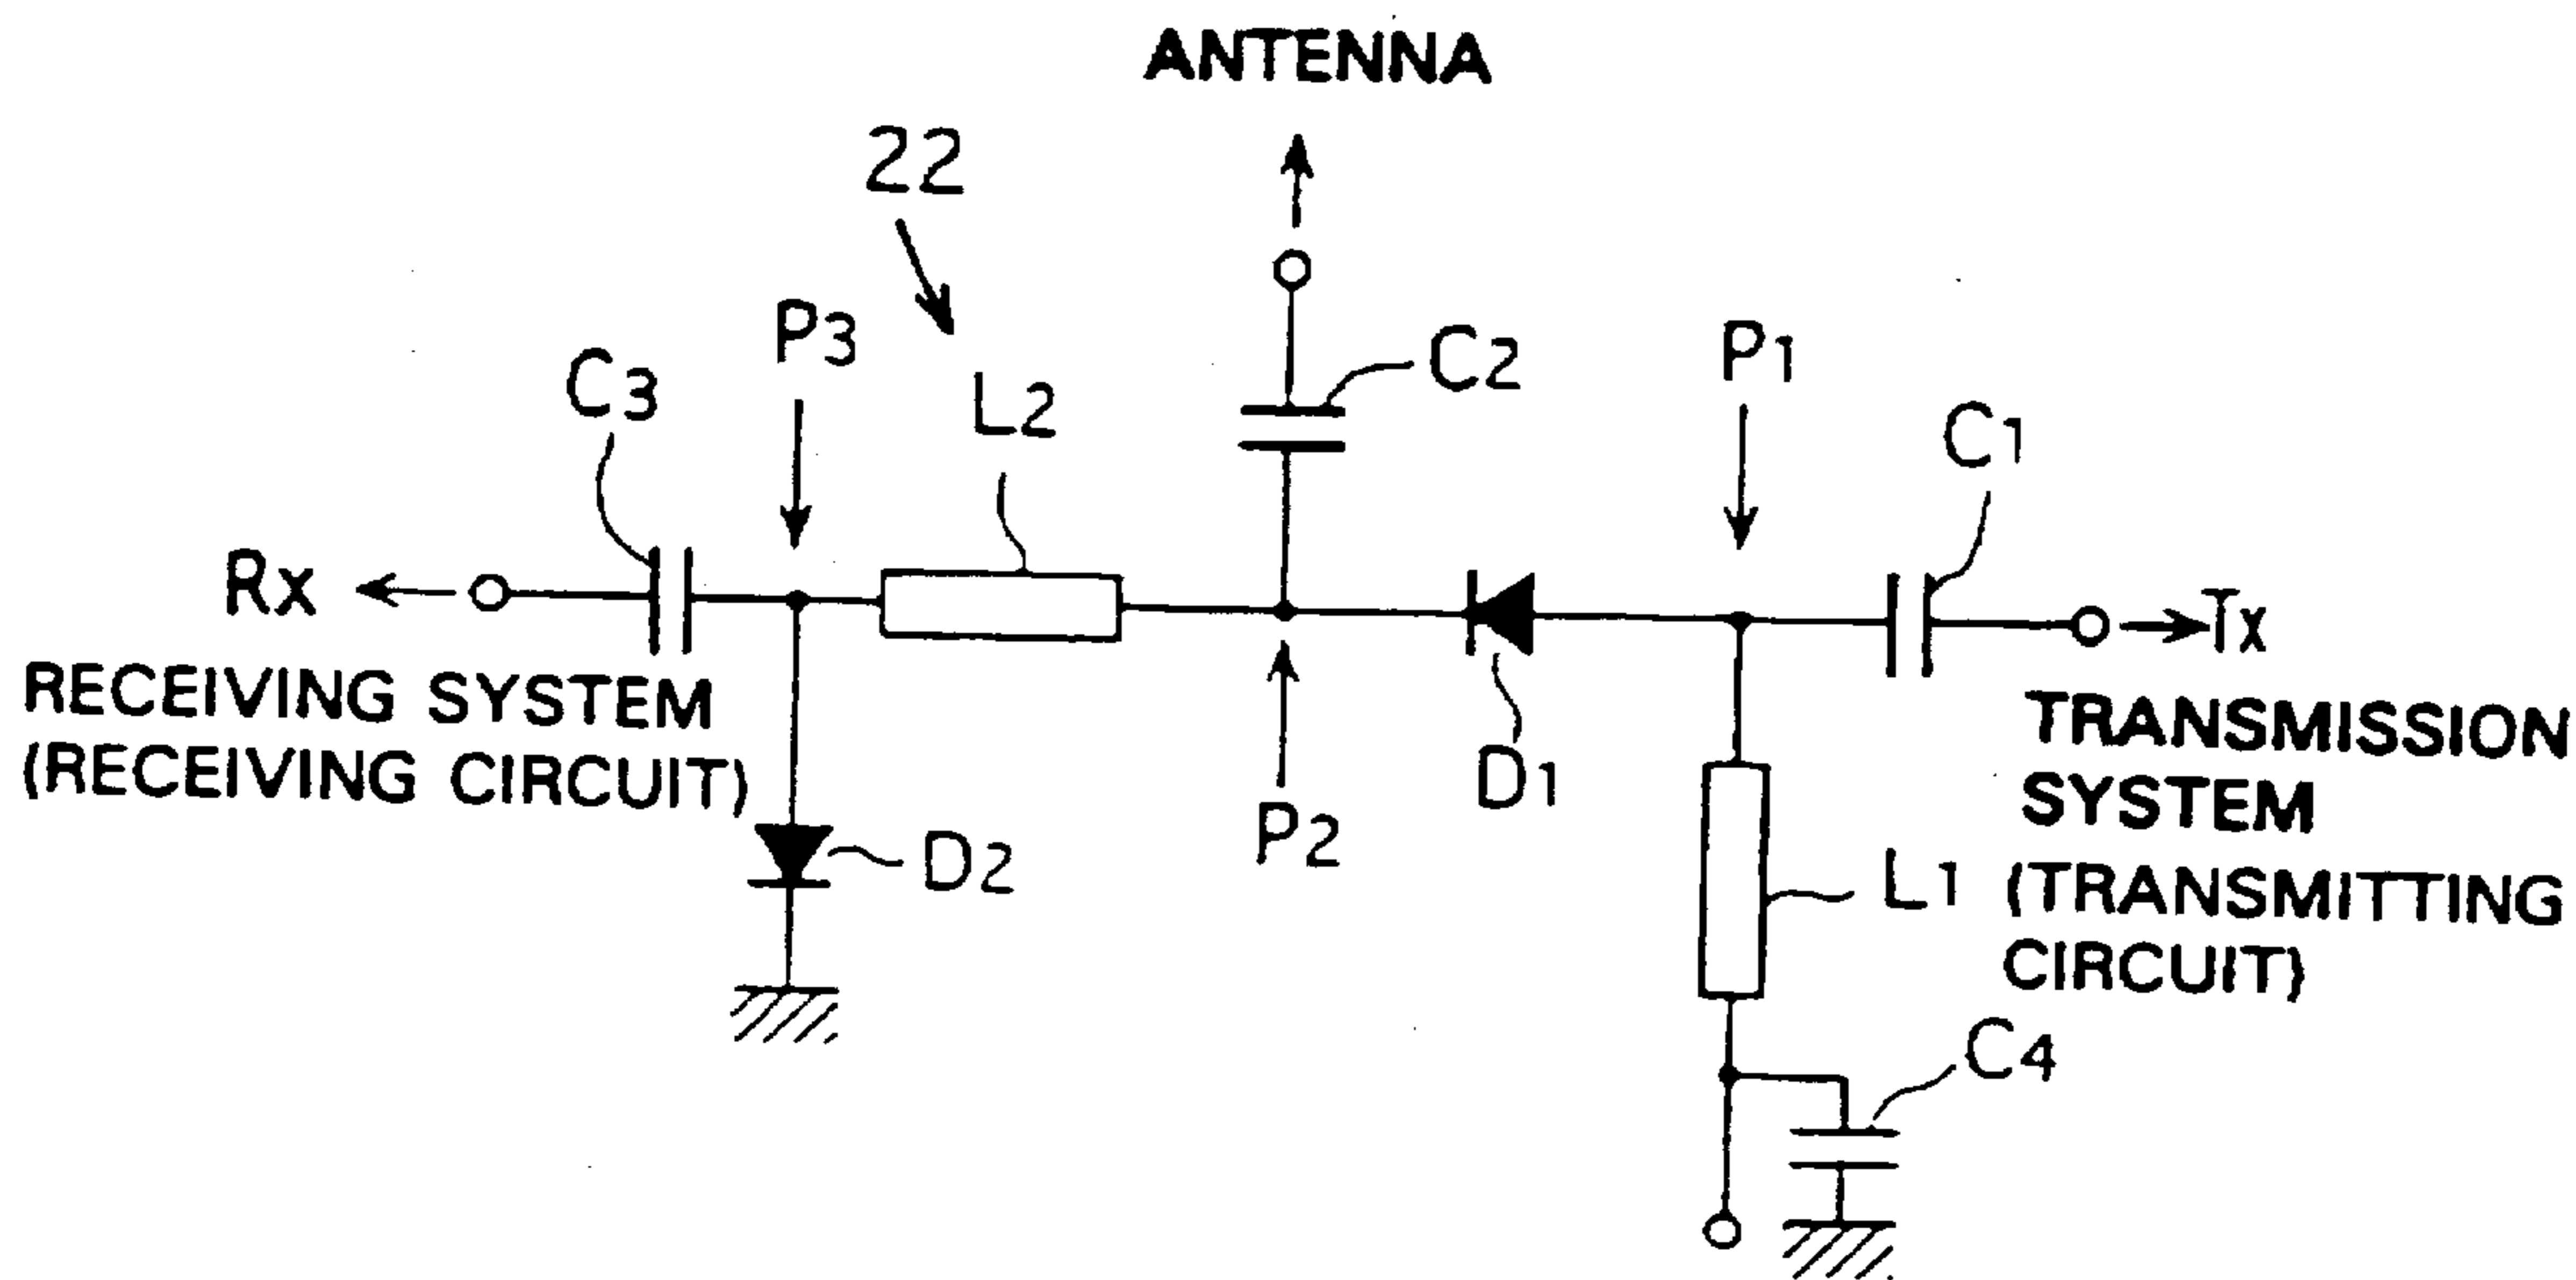 ANTENNA
22
P3
C3
L2
C2
P1
C1
Rx
RECEIVING SYSTEM
(RECEIVING CIRCUIT)
D2
P2
D1
Tx
TRANSMISSION
SYSTEM
(TRANSMITTING
CIRCUIT)
L1
C4